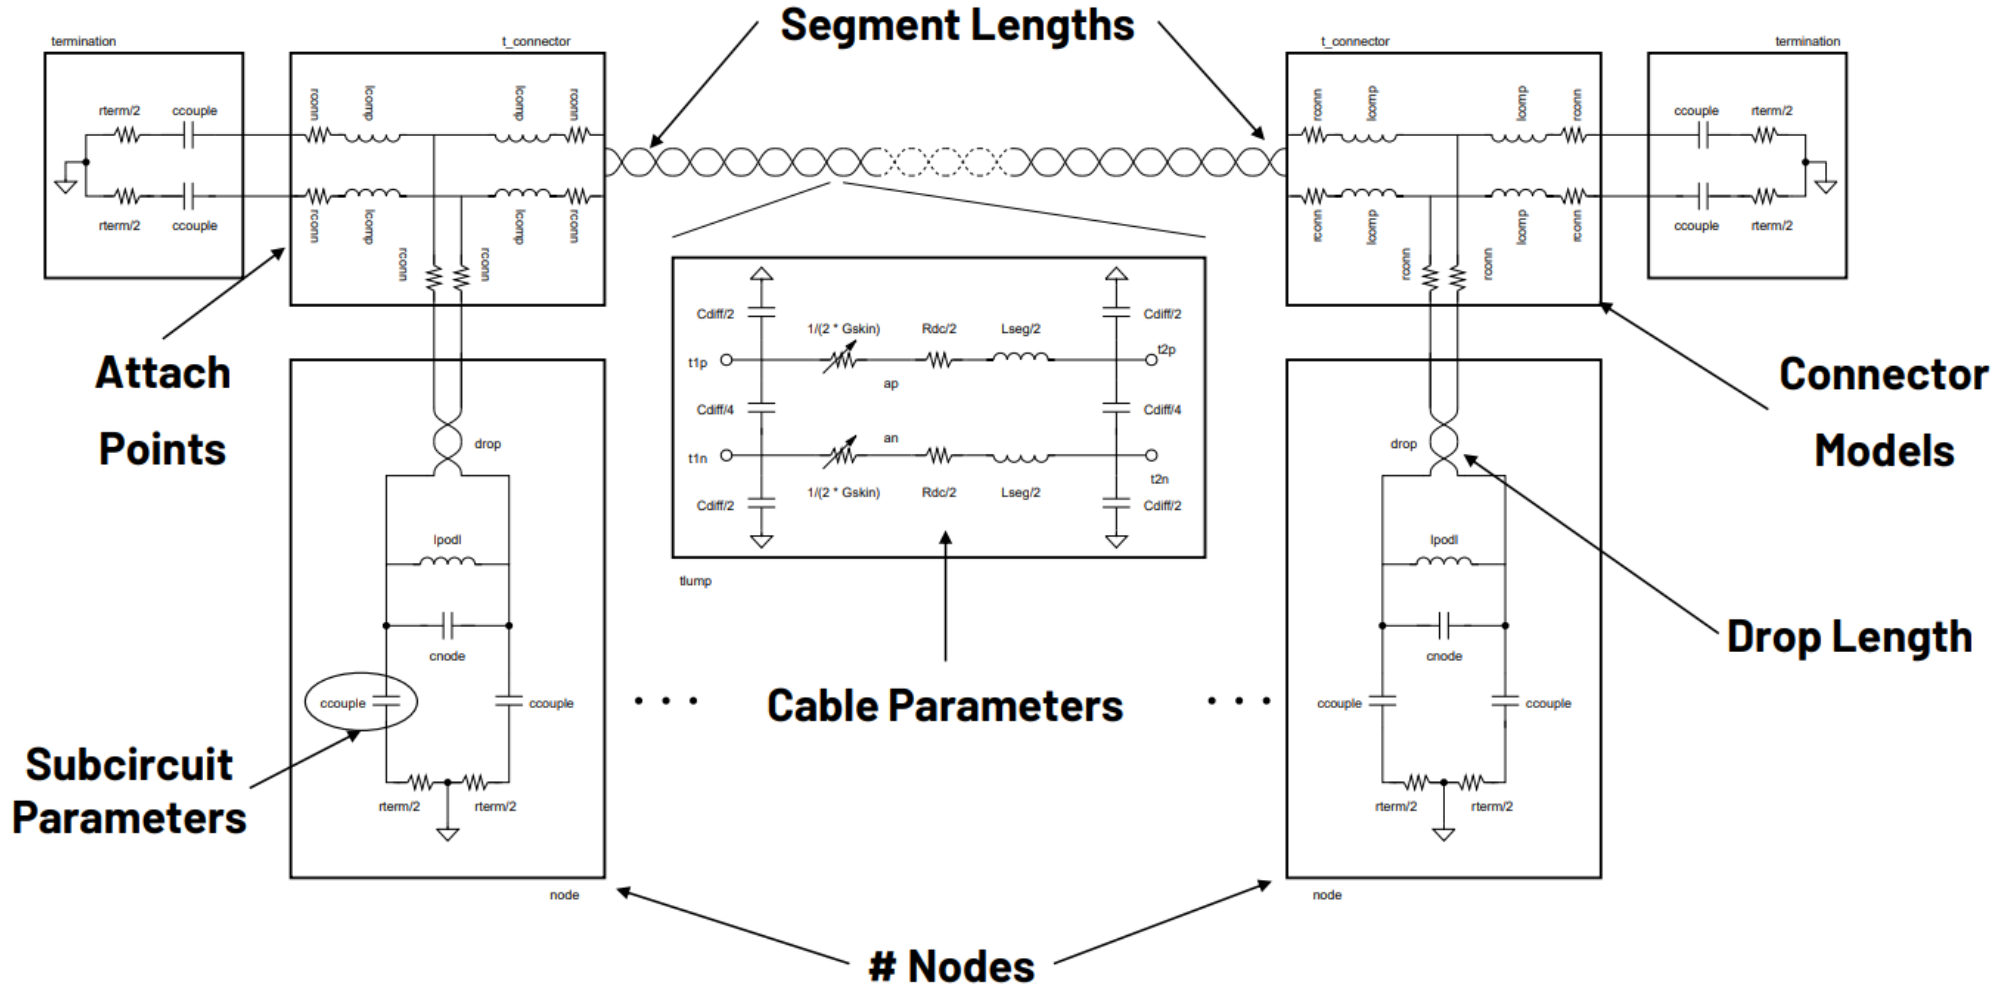 Segment Lengths
termination
t_connector
t_connector
termination
rterm/2
ccouple
rconn
lcomp
lcomp
rconn
rconn
lcomp
lcomp
rconn
ccouple
rterm/2
rterm/2
ccouple
rconn
lcomp
lcomp
rconn
rconn
lcomp
lcomp
rconn
ccouple
rterm/2
rconn
rconn
rconn
rconn
Attach
Points
Cdiff/2
1/(2 * Gskin)
Rdc/2
Lseg/2
Cdiff/2
t1p
t2p
ap
Cdiff/4
Cdiff/4
an
t1n
t2n
Cdiff/2
1/(2 * Gskin)
Rdc/2
Lseg/2
Cdiff/2
tlump
Connector
Models
drop
drop
lpodl
lpodl
cnode
cnode
Drop Length
ccouple
ccouple
. . .
Cable Parameters
. . .
ccouple
ccouple
Subcircuit
Parameters
rterm/2
rterm/2
rterm/2
rterm/2
node
node
# Nodes